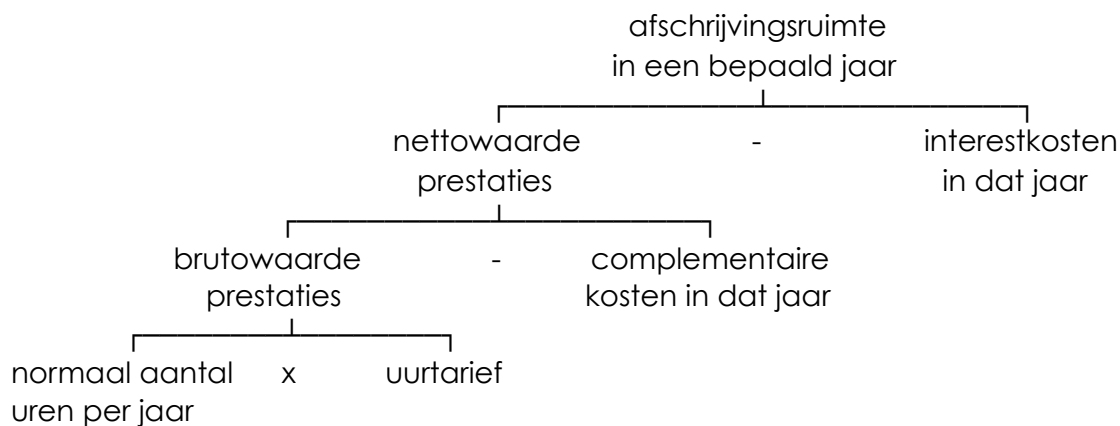 afschrijvingsruimte
in een bepaald jaar
nettowaarde - interestkosten
prestaties in dat jaar
brutowaarde - complementaire
prestaties kosten in dat jaar
normaal aantal x uurtarief
uren per jaar